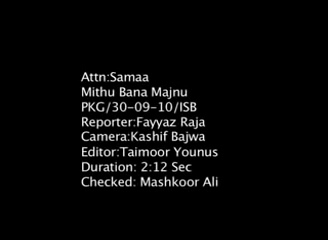 Attn:Samaa
Mithu Bana Majnu
PKG/30-09-10/ISB
Reporter:Fayyaz Raja
Camera:Kashif Bajwa
Editor:Taimoor Younus
Duration: 2:12 Sec
Checked: Mashkoor Ali